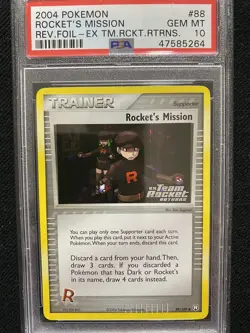 2004 POKEMON #88
ROCKET'S MISSION GEM MT
REV.FOIL-EX TM.RCKT.RTRNS. 10
PSA 47585264
TRAINER
Supporter
Rocket's Mission
R
EX
Team
Rocket
RETURNS
You can play only one Supporter card each turn.
When you play this card, put it next to your Active
Pokémon. When your turn ends, discard this card.
Discard a card from your hand. Then,
draw 3 cards. If you discarded a
Pokémon that has Dark or Rocket's
in its name, draw 4 cards instead.
R
88/109